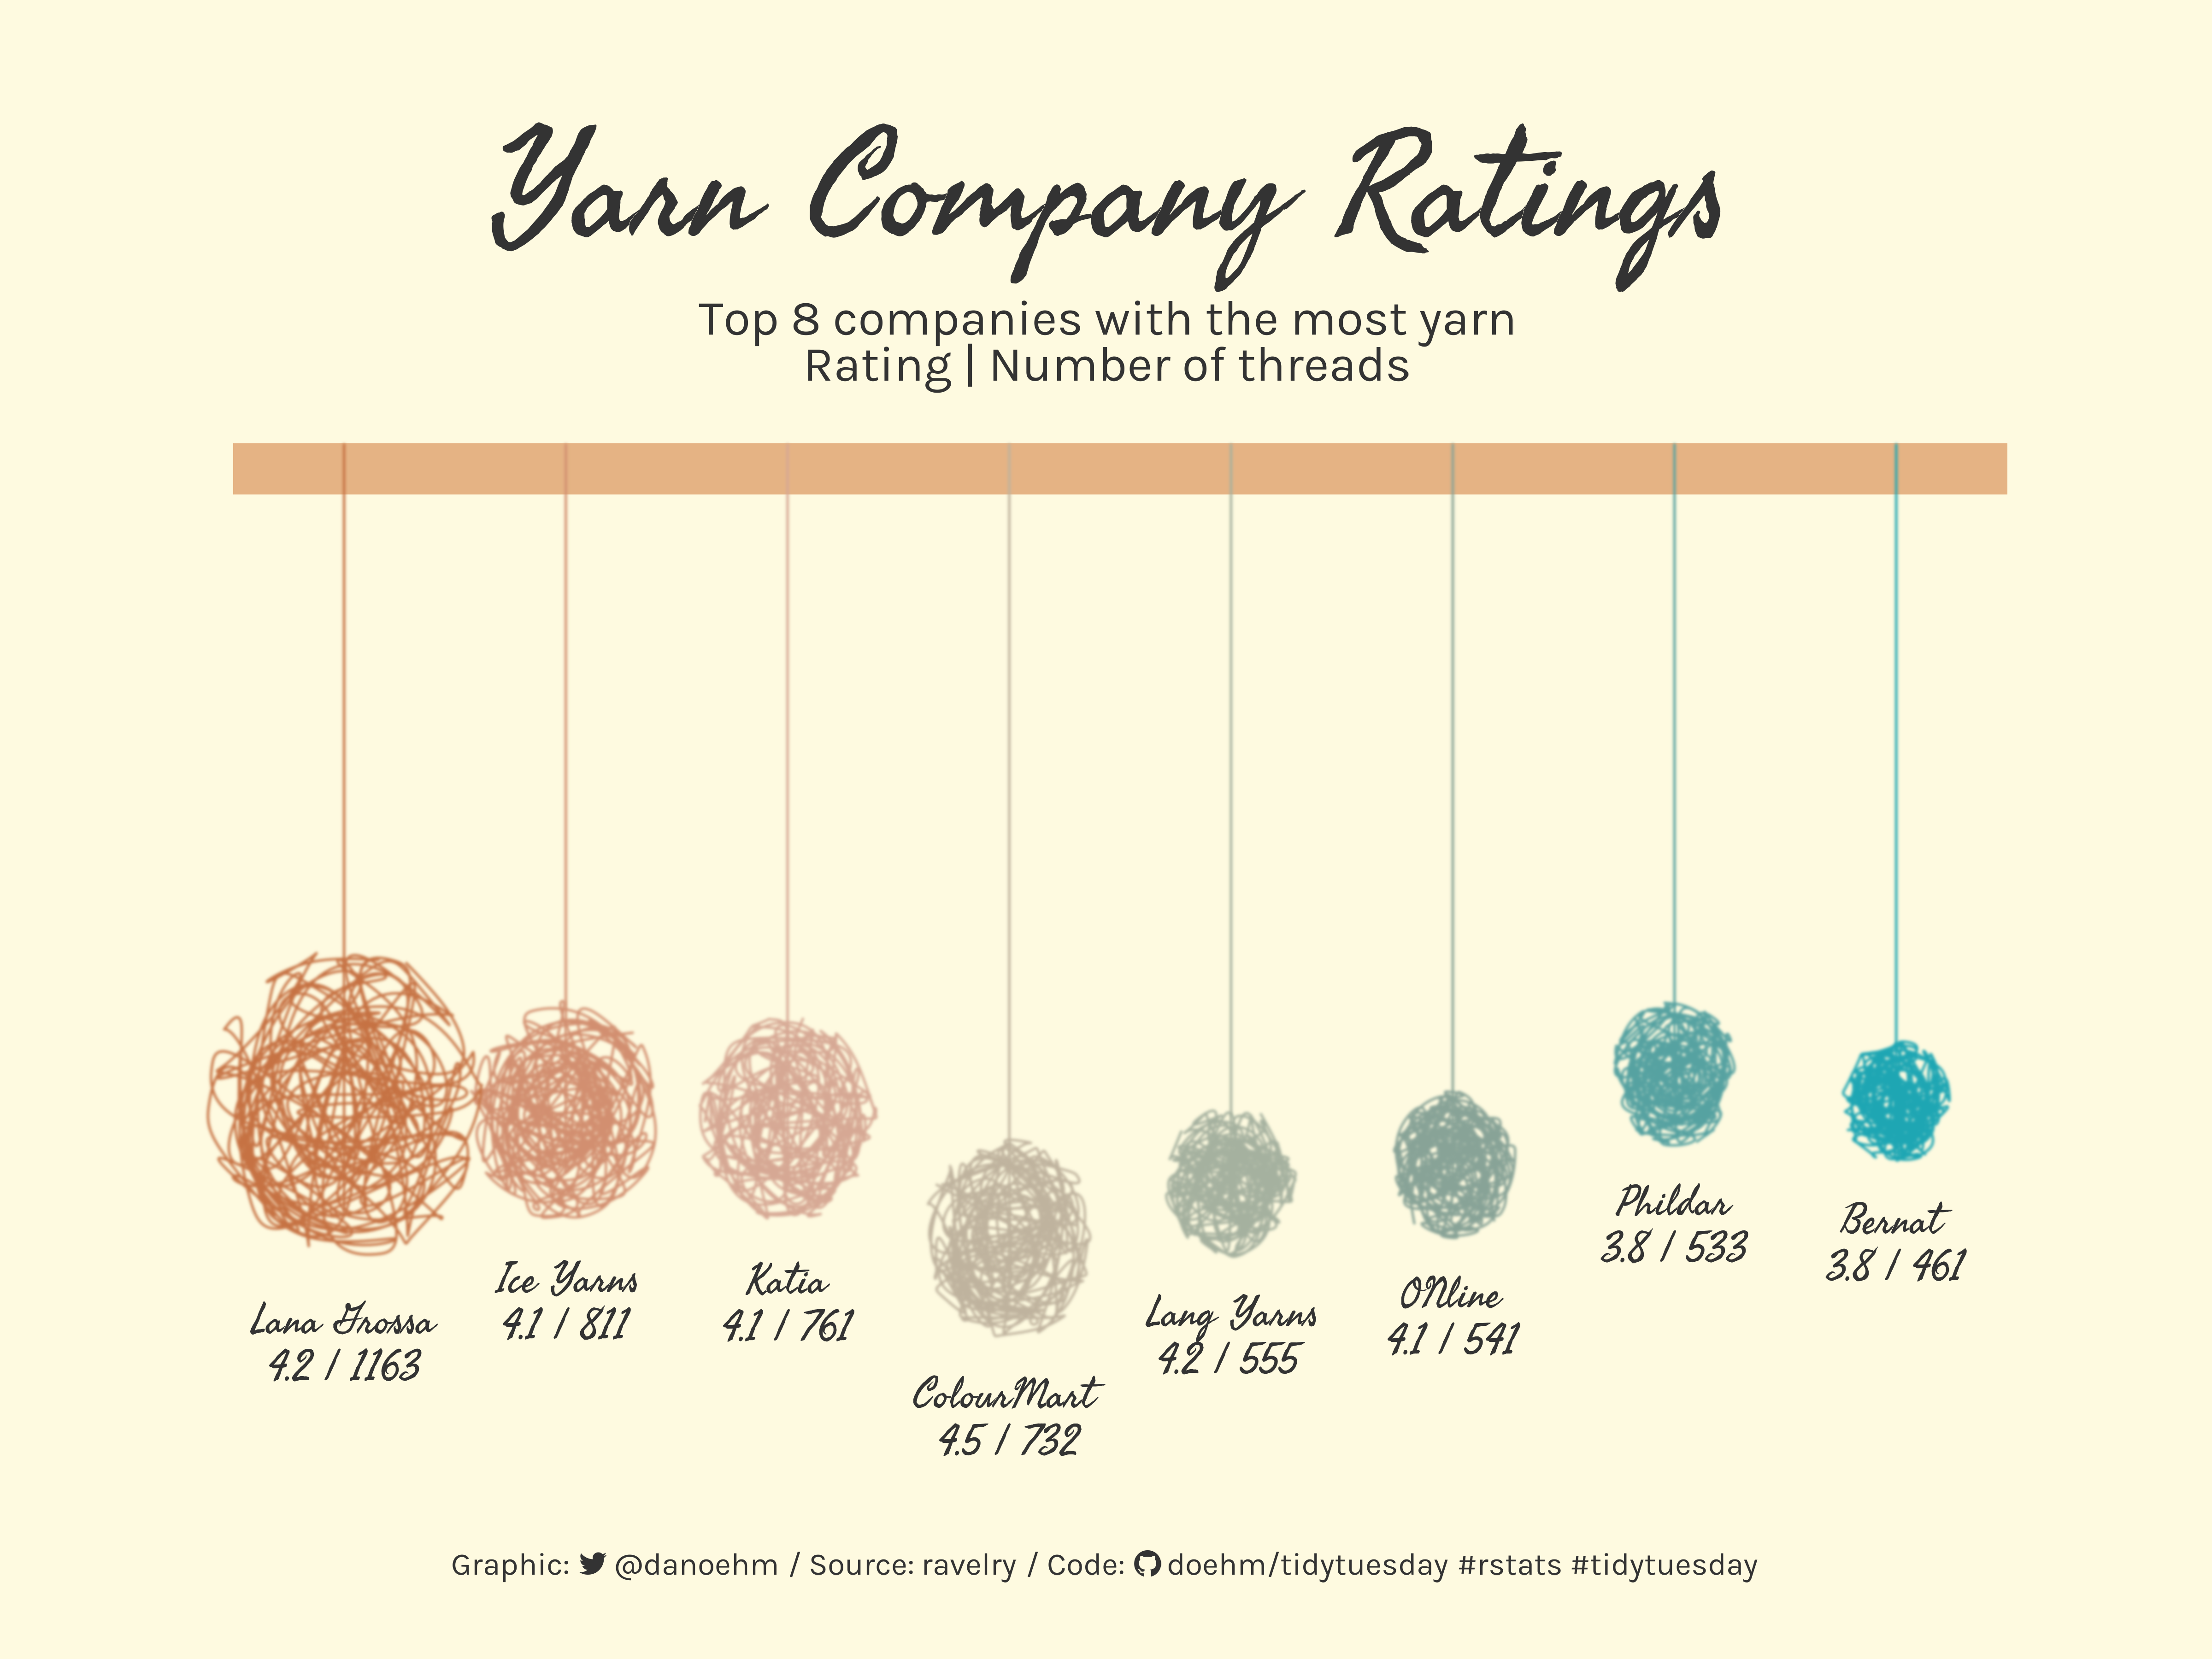 Yarn Company Ratings
Top 8 companies with the most yarn
Rating | Number of threads
Lana Grossa
4.2 / 1163
Ice Yarns
4.1 / 811
Katia
4.1 / 761
ColourMart
4.5 / 732
Lang Yarns
4.2 / 555
ONline
4.1 / 541
Phildar
3.8 / 533
Bernat
3.8 / 461
Graphic: @danoehm / Source: ravelry / Code: doehm/tidytuesday #rstats #tidytuesday